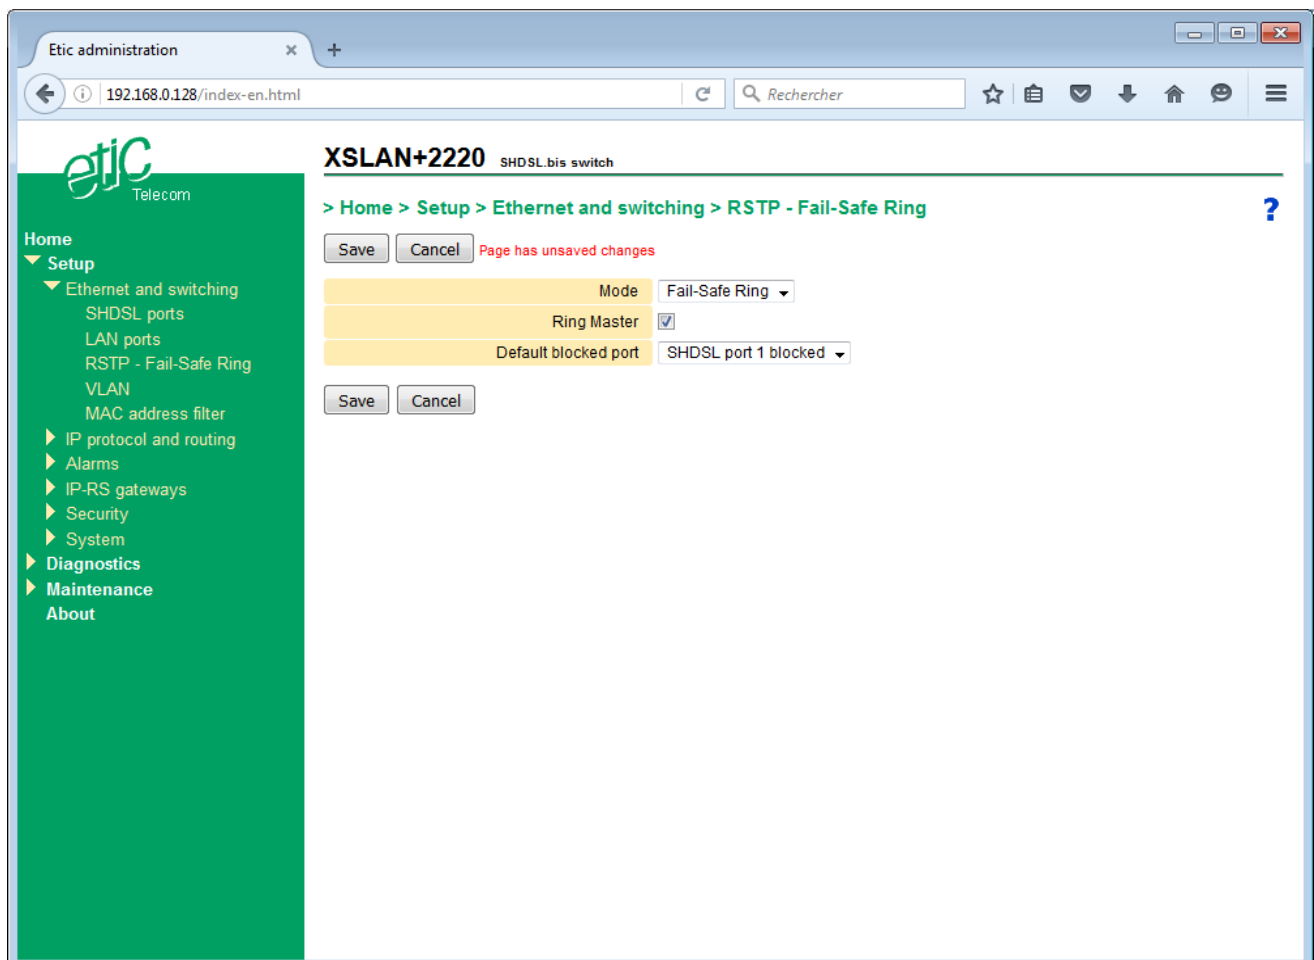 Etic administration
192.168.0.128/index-en.html
Rechercher
etic
Telecom
XSLAN+2220 SHDSL.bis switch
> Home > Setup > Ethernet and switching > RSTP - Fail-Safe Ring
?
Save Cancel Page has unsaved changes
Mode Fail-Safe Ring
Ring Master
Default blocked port SHDSL port 1 blocked
Save Cancel
Home
Setup
Ethernet and switching
SHDSL ports
LAN ports
RSTP - Fail-Safe Ring
VLAN
MAC address filter
IP protocol and routing
Alarms
IP-RS gateways
Security
System
Diagnostics
Maintenance
About